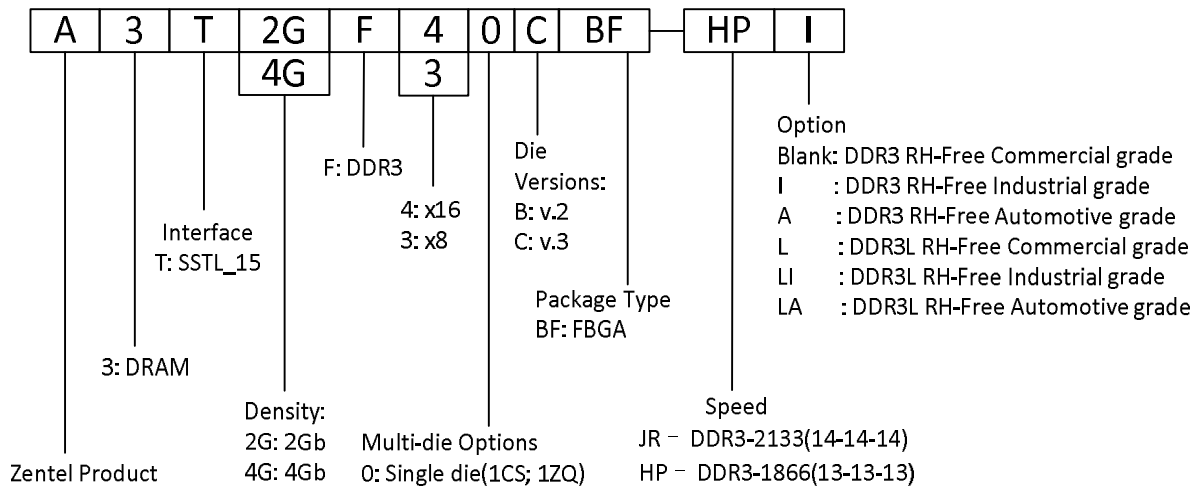 A 3 T 2G F 4 0 C BF HP I
4G 3
Option
Blank: DDR3 RH-Free Commercial grade
I : DDR3 RH-Free Industrial grade
A : DDR3 RH-Free Automotive grade
L : DDR3L RH-Free Commercial grade
LI : DDR3L RH-Free Industrial grade
LA : DDR3L RH-Free Automotive grade
Die
Versions:
B: v.2
C: v.3
F: DDR3
4: x16
3: x8
Interface
T: SSTL_15
Package Type
BF: FBGA
3: DRAM
Density:
2G: 2Gb
4G: 4Gb
Multi-die Options
0: Single die(1CS; 1ZQ)
Speed
JR – DDR3-2133(14-14-14)
HP – DDR3-1866(13-13-13)
Zentel Product